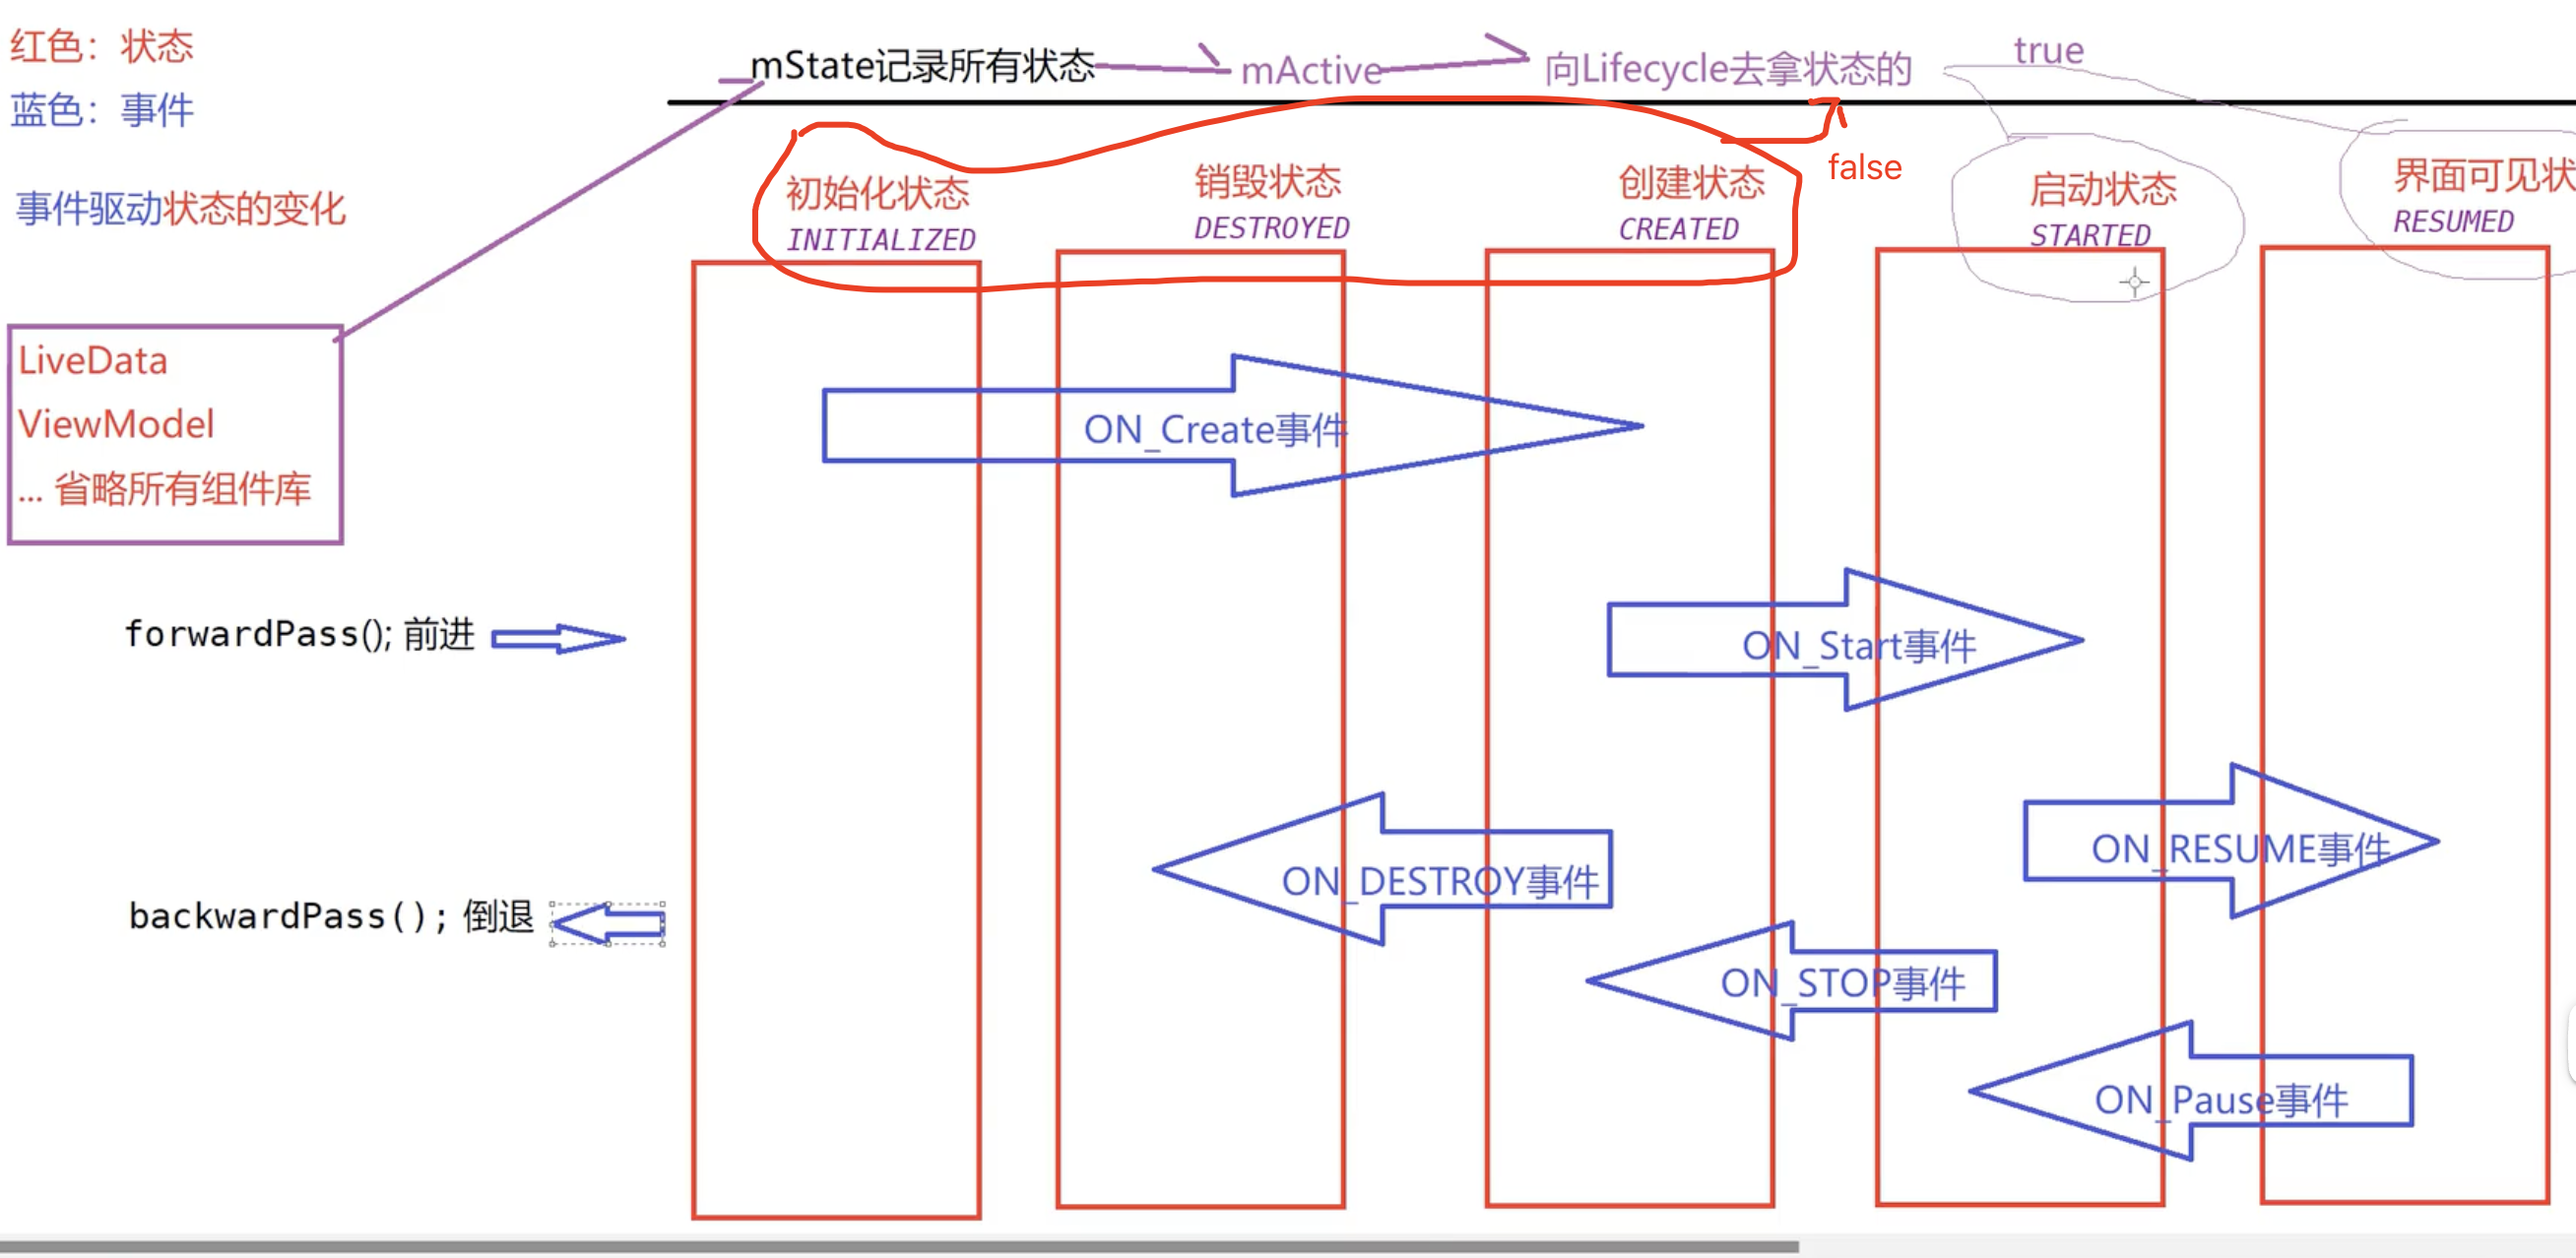 红色：状态
蓝色：事件
事件驱动状态的变化
mState记录所有状态
mActive
向Lifecycle去拿状态的
true
false
初始化状态
INITIALIZED
销毁状态
DESTROYED
创建状态
CREATED
启动状态
STARTED
界面可见状
RESUMED
LiveData
ViewModel
... 省略所有组件库
ON_Create事件
forwardPass(); 前进
ON_Start事件
ON_RESUME事件
backwardPass(); 倒退
ON_DESTROY事件
ON_STOP事件
ON_Pause事件